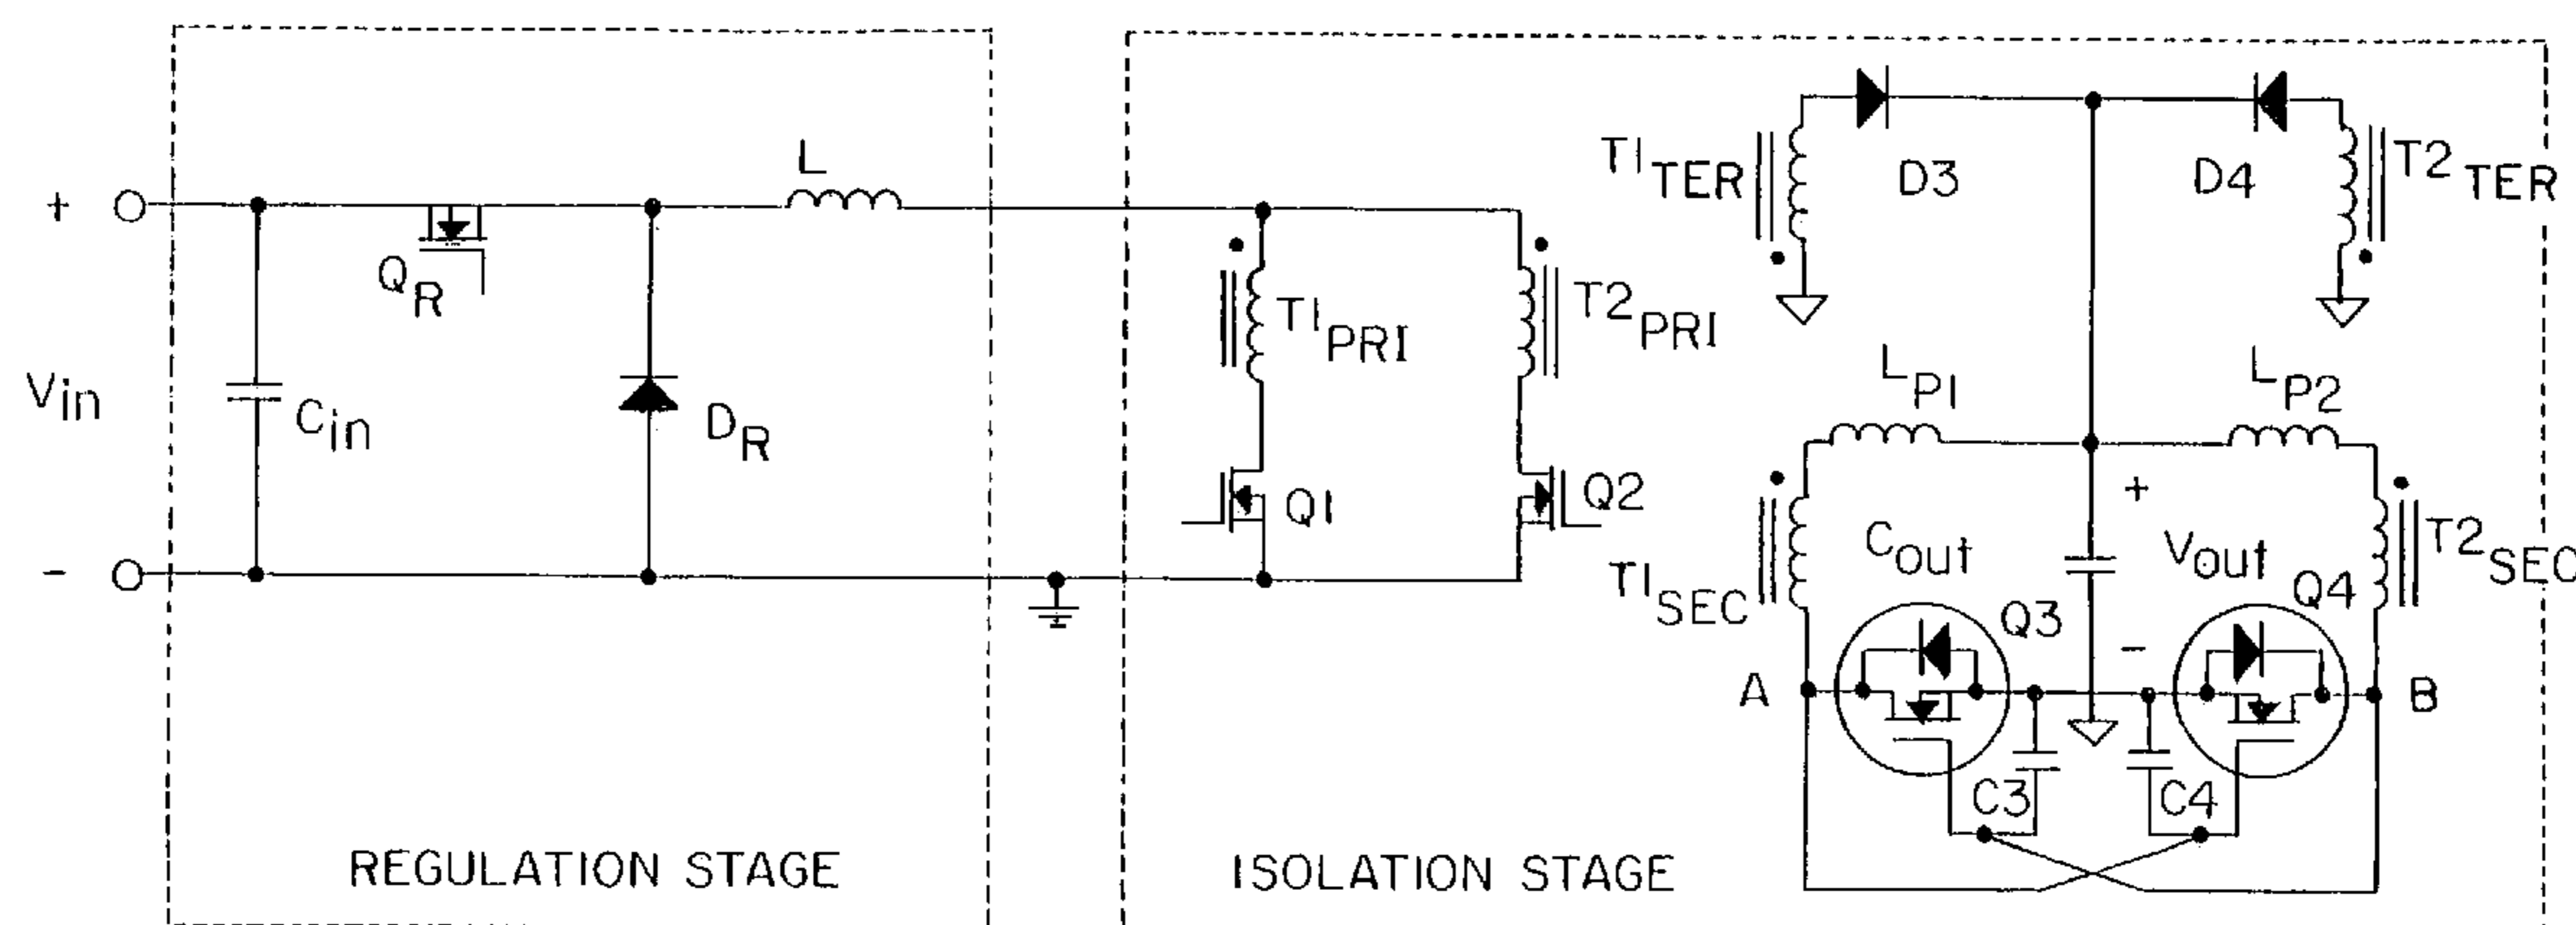 +
-
Vin
Cin
QR
DR
L
REGULATION STAGE
T1PRI
T2PRI
Q1
Q2
ISOLATION STAGE
T1TER
D3
D4
T2TER
LP1
LP2
T1SEC
Cout
+
Vout
-
T2SEC
Q3
Q4
A
B
C3
C4